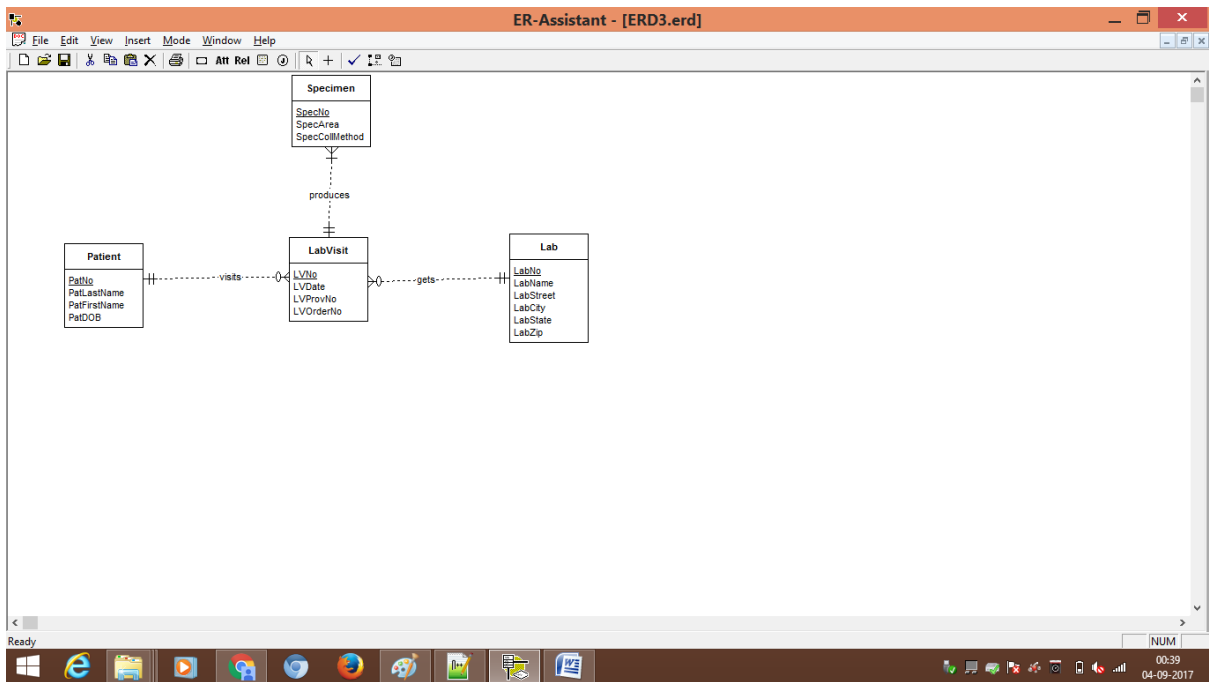 ER-Assistant - [ERD3.erd]
File Edit View Insert Mode Window Help
Att Rel
Specimen
SpecNo
SpecArea
SpecCollMethod
produces
Patient
PatNo
PatLastName
PatFirstName
PatDOB
visits
LabVisit
LVNo
LVDate
LVProvNo
LVOrderNo
gets
Lab
LabNo
LabName
LabStreet
LabCity
LabState
LabZip
Ready
NUM
00:39
04-09-2017